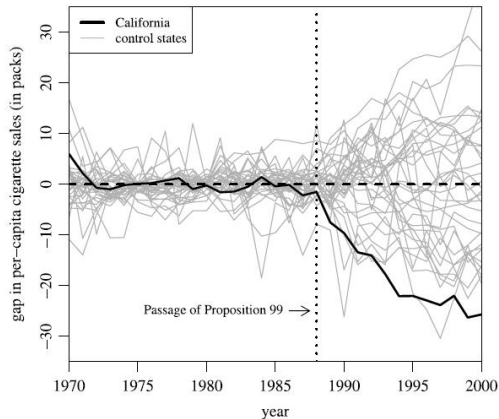 California
control states
gap in per−capita cigarette sales (in packs)
30
20
10
0
−10
−20
−30
Passage of Proposition 99
1970
1975
1980
1985
1990
1995
2000
year